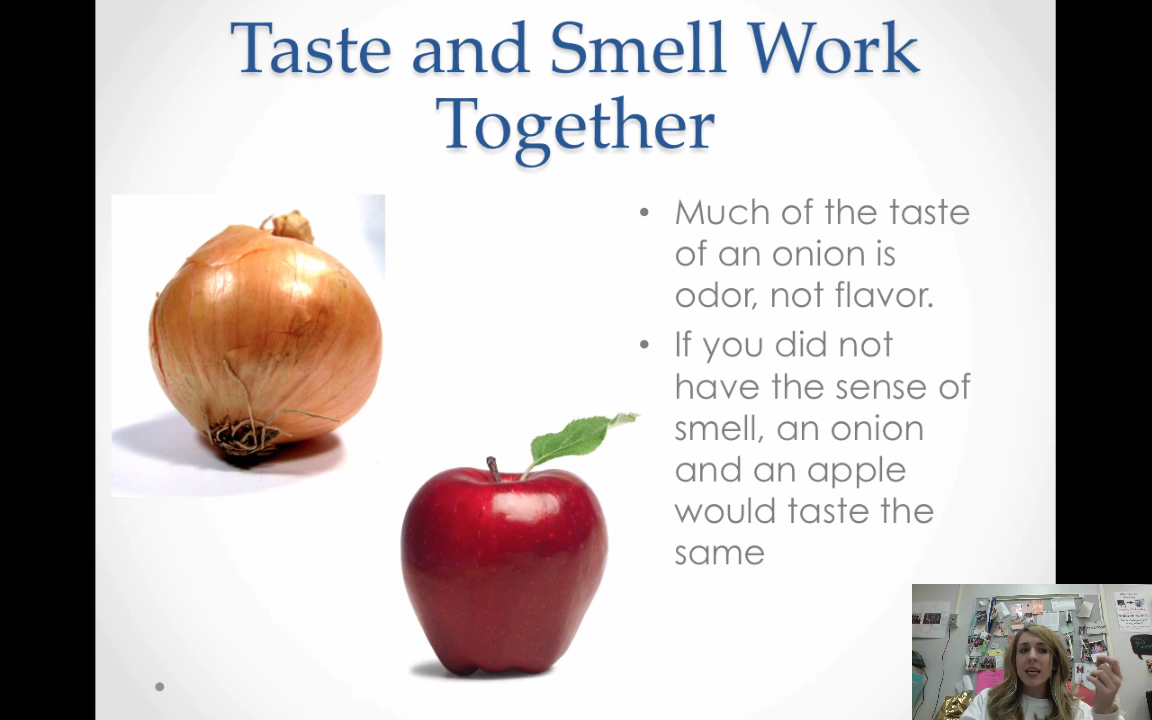 Taste and Smell Work
Together
• Much of the taste
of an onion is
odor, not flavor.
• If you did not
have the sense of
smell, an onion
and an apple
would taste the
same